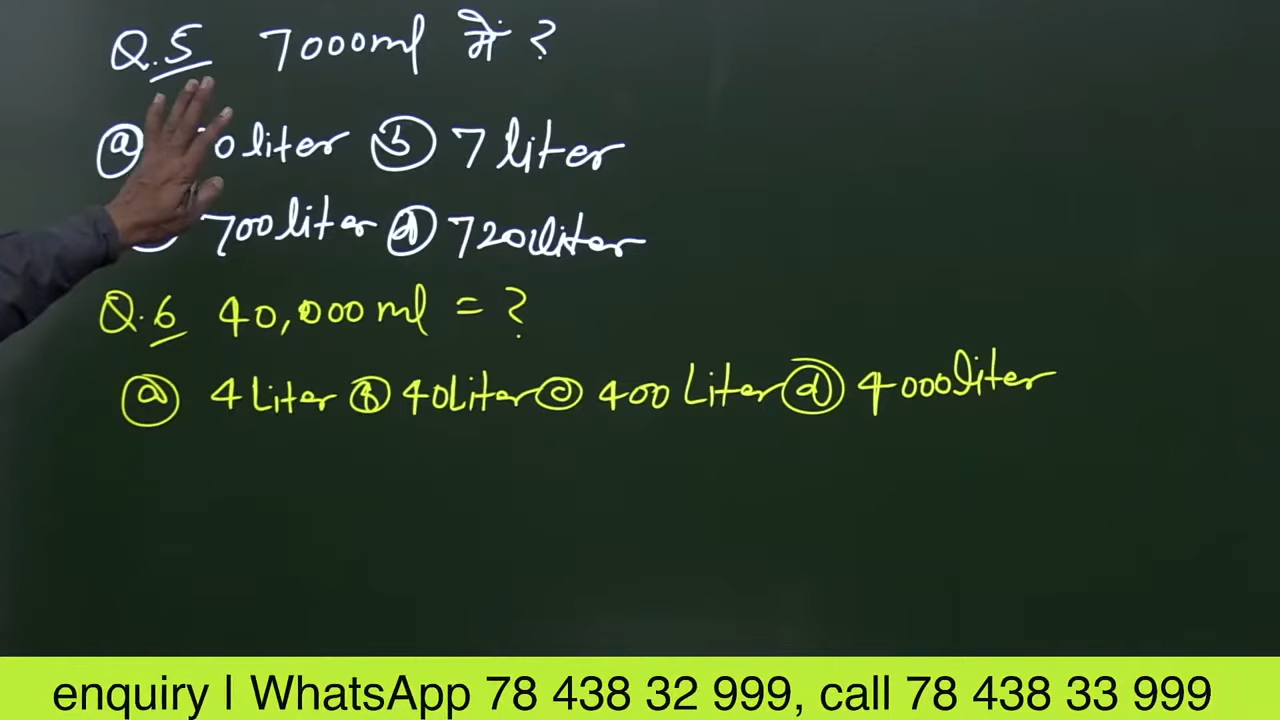 Q.5 7000ml में ?
ⓐ 0 liter ⓑ 7 liter
700 liter ⓓ 720 liter
Q.6 40,000 ml = ?
ⓐ 4 Liter ⓑ 40 Liter ⓒ 400 Liter ⓓ 4000 liter
enquiry I WhatsApp 78 438 32 999, call 78 438 33 999